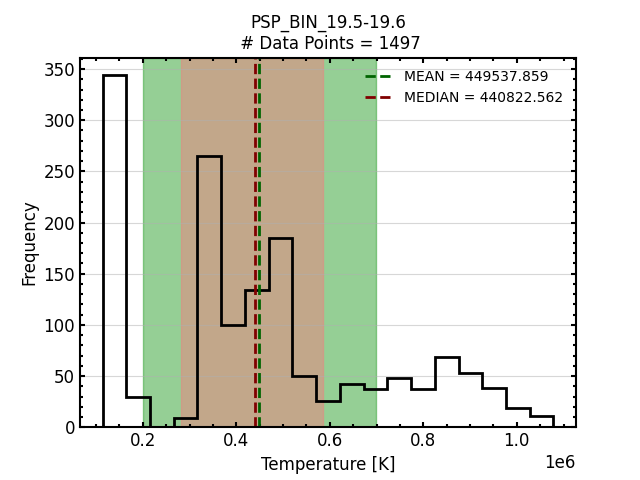 PSP_BIN_19.5-19.6
# Data Points = 1497
MEAN = 449537.859
MEDIAN = 440822.562
350
300
250
200
150
100
50
0
Frequency
0.2 0.4 0.6 0.8 1.0
1e6
Temperature [K]